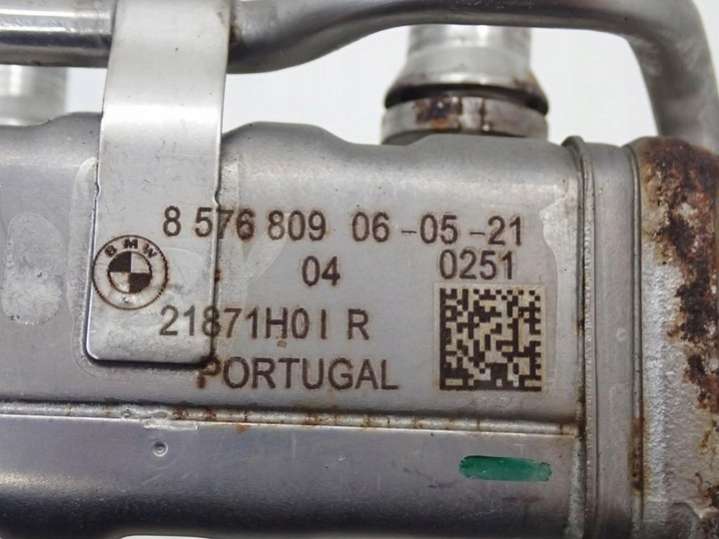 8 576 809 06-05-21
04 0251
BMW
21871H01 R
PORTUGAL